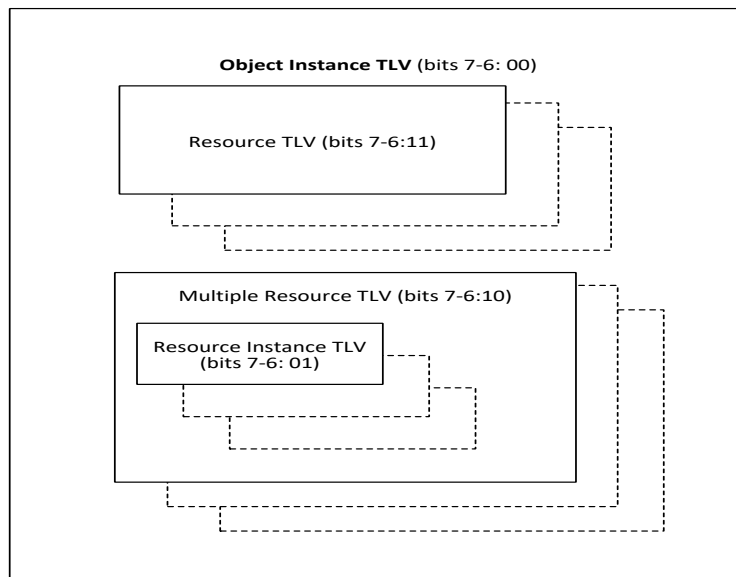 Object Instance TLV (bits 7-6: 00)
Resource TLV (bits 7-6:11)
Multiple Resource TLV (bits 7-6:10)
Resource Instance TLV
(bits 7-6: 01)